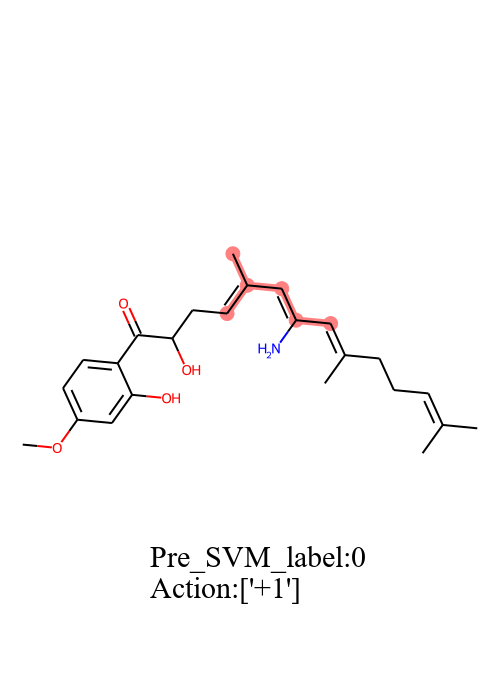 O
OH
H₂N
OH
O
Pre_SVM_label:0
Action:['+1']